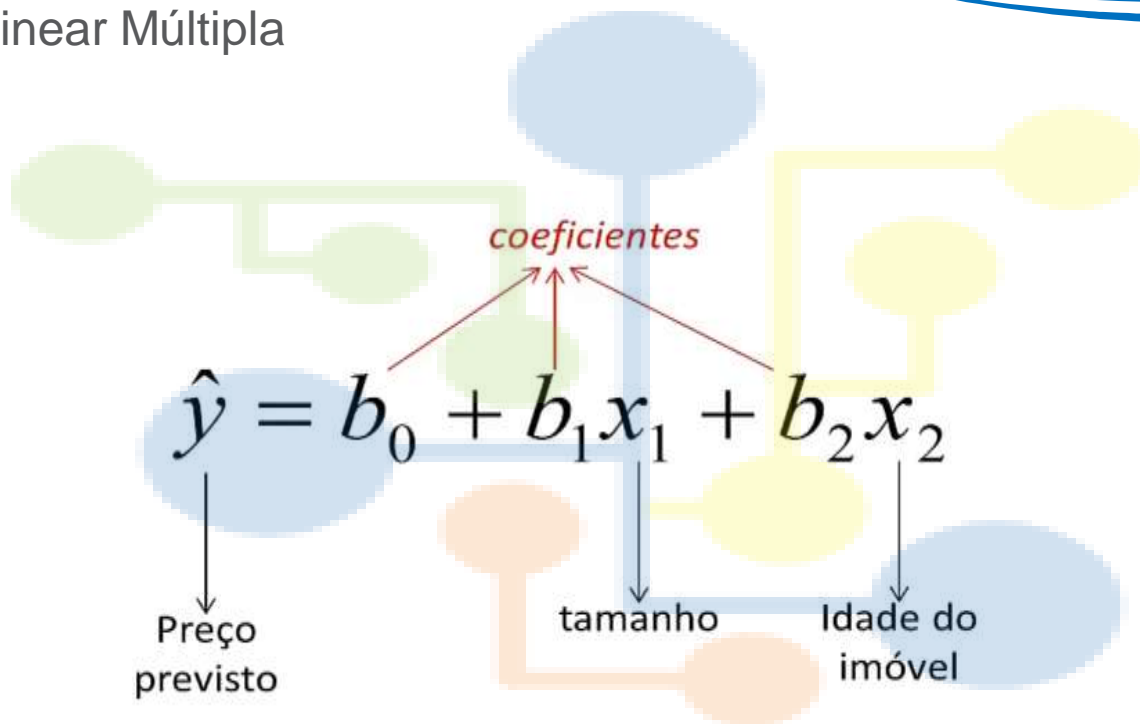 inear Múltipla
coeficientes
ŷ = b₀ + b₁x₁ + b₂x₂
Preço
previsto
tamanho
Idade do
imóvel